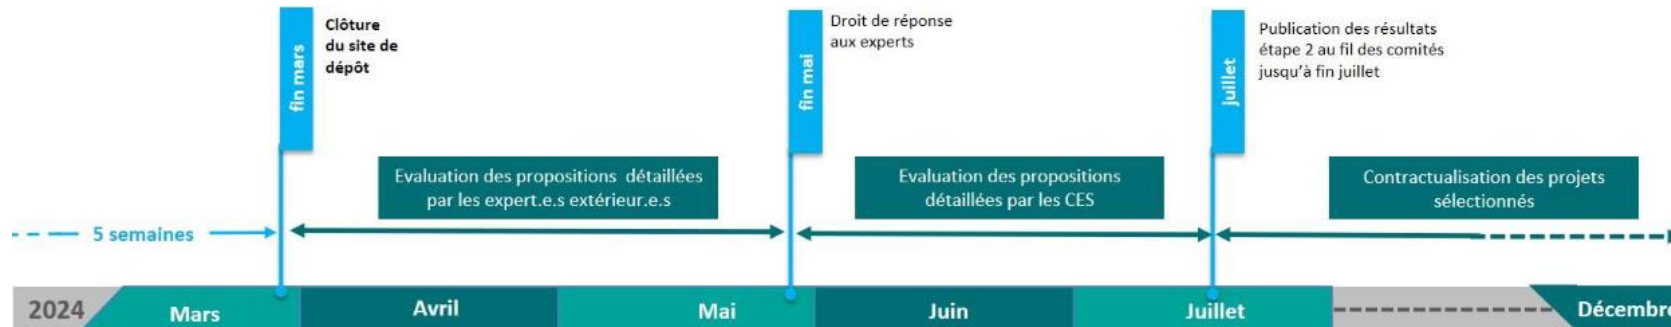 fin mars
Clôture
du site de
dépôt
fin mai
Droit de réponse
aux experts
juillet
Publication des résultats
étape 2 au fil des comités
jusqu'à fin juillet
Evaluation des propositions détaillées
par les expert.e.s extérieur.e.s
Evaluation des propositions
détaillées par les CES
Contractualisation des projets
sélectionnés
5 semaines
2024
Mars
Avril
Mai
Juin
Juillet
Décembre